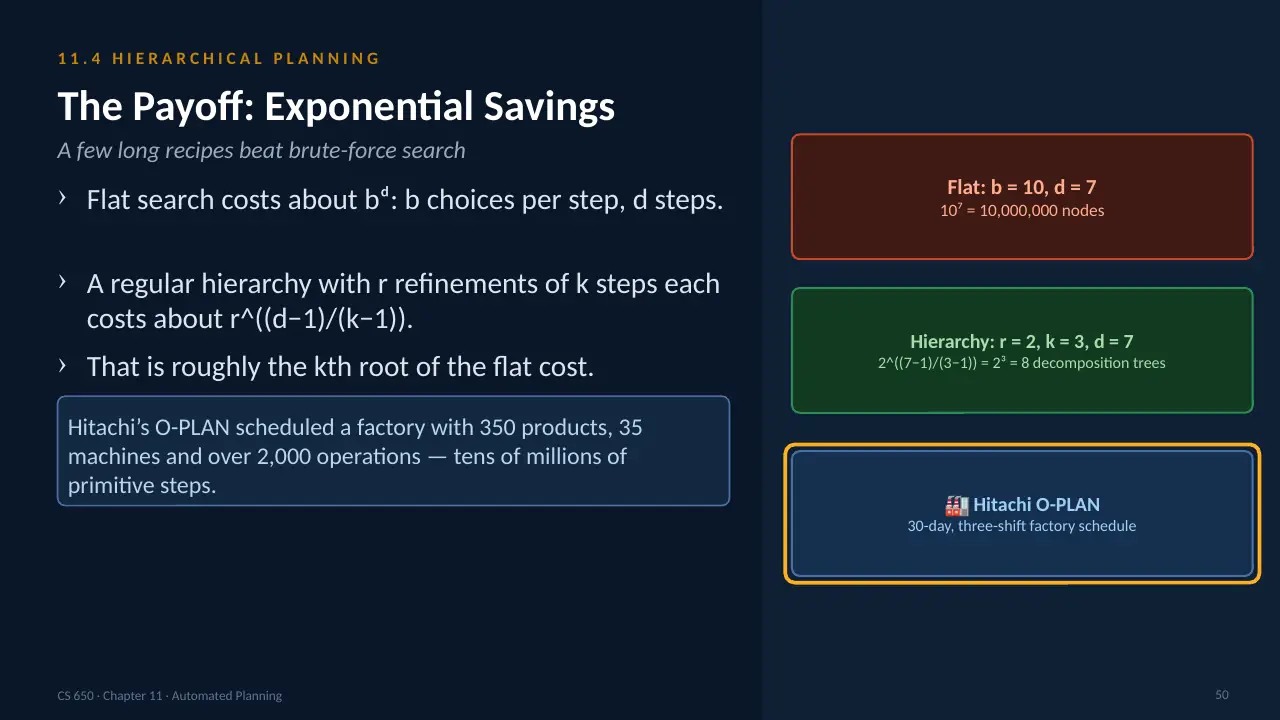 11.4 HIERARCHICAL PLANNING
The Payoff: Exponential Savings
A few long recipes beat brute-force search
› Flat search costs about bᵈ: b choices per step, d steps.
› A regular hierarchy with r refinements of k steps each
costs about r^((d−1)/(k−1)).
› That is roughly the kth root of the flat cost.
Hitachi’s O-PLAN scheduled a factory with 350 products, 35
machines and over 2,000 operations — tens of millions of
primitive steps.
Flat: b = 10, d = 7
10⁷ = 10,000,000 nodes
Hierarchy: r = 2, k = 3, d = 7
2^((7−1)/(3−1)) = 2³ = 8 decomposition trees
🏭 Hitachi O-PLAN
30-day, three-shift factory schedule
CS 650 · Chapter 11 · Automated Planning
50